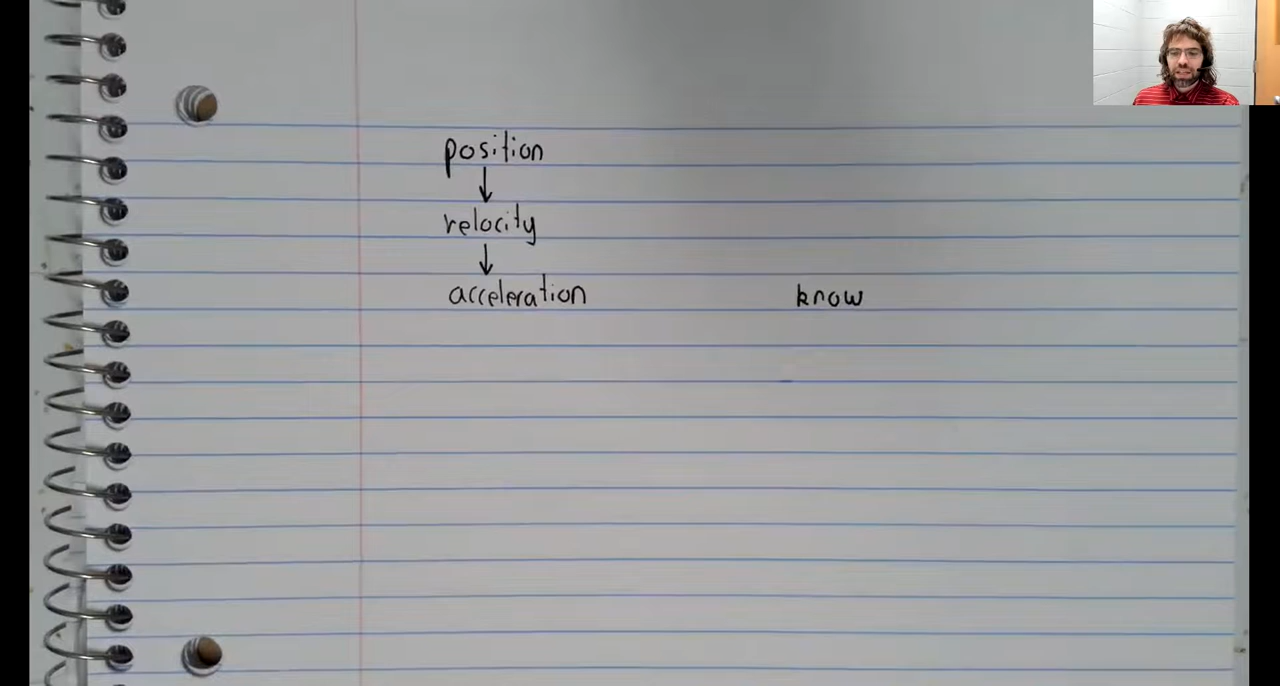 position
↓
velocity
↓
acceleration know